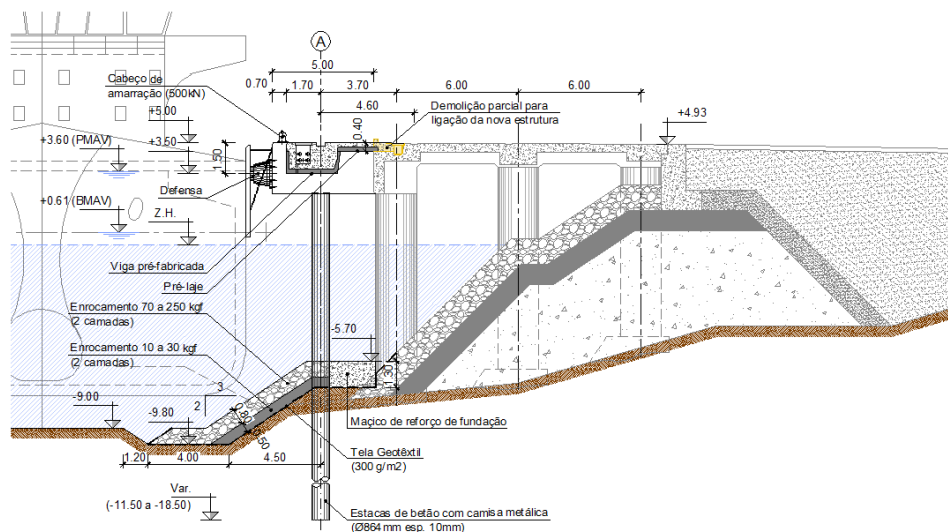 A
5.00
0.70
1.70
3.70
6.00
6.00
4.60
Cabeço de
amarração (500kN)
Demolição parcial para
ligação da nova estrutura
0.40
+5.00
+4.93
+3.60 (PMAV)
+3.50
1.50
Defensa
+0.61 (BMAV)
Z.H.
Viga pré-fabricada
Pré-laje
Enrocamento 70 a 250 kgf
(2 camadas)
-5.70
Enrocamento 10 a 30 kgf
(2 camadas)
1.30
3
2
-9.00
-9.80
0.80
0.50
Maciço de reforço de fundação
1.20
4.00
4.50
Tela Geotêxtil
(300 g/m2)
Var.
(-11.50 a -18.50)
Estacas de betão com camisa metálica
(Ø864mm esp. 10mm)